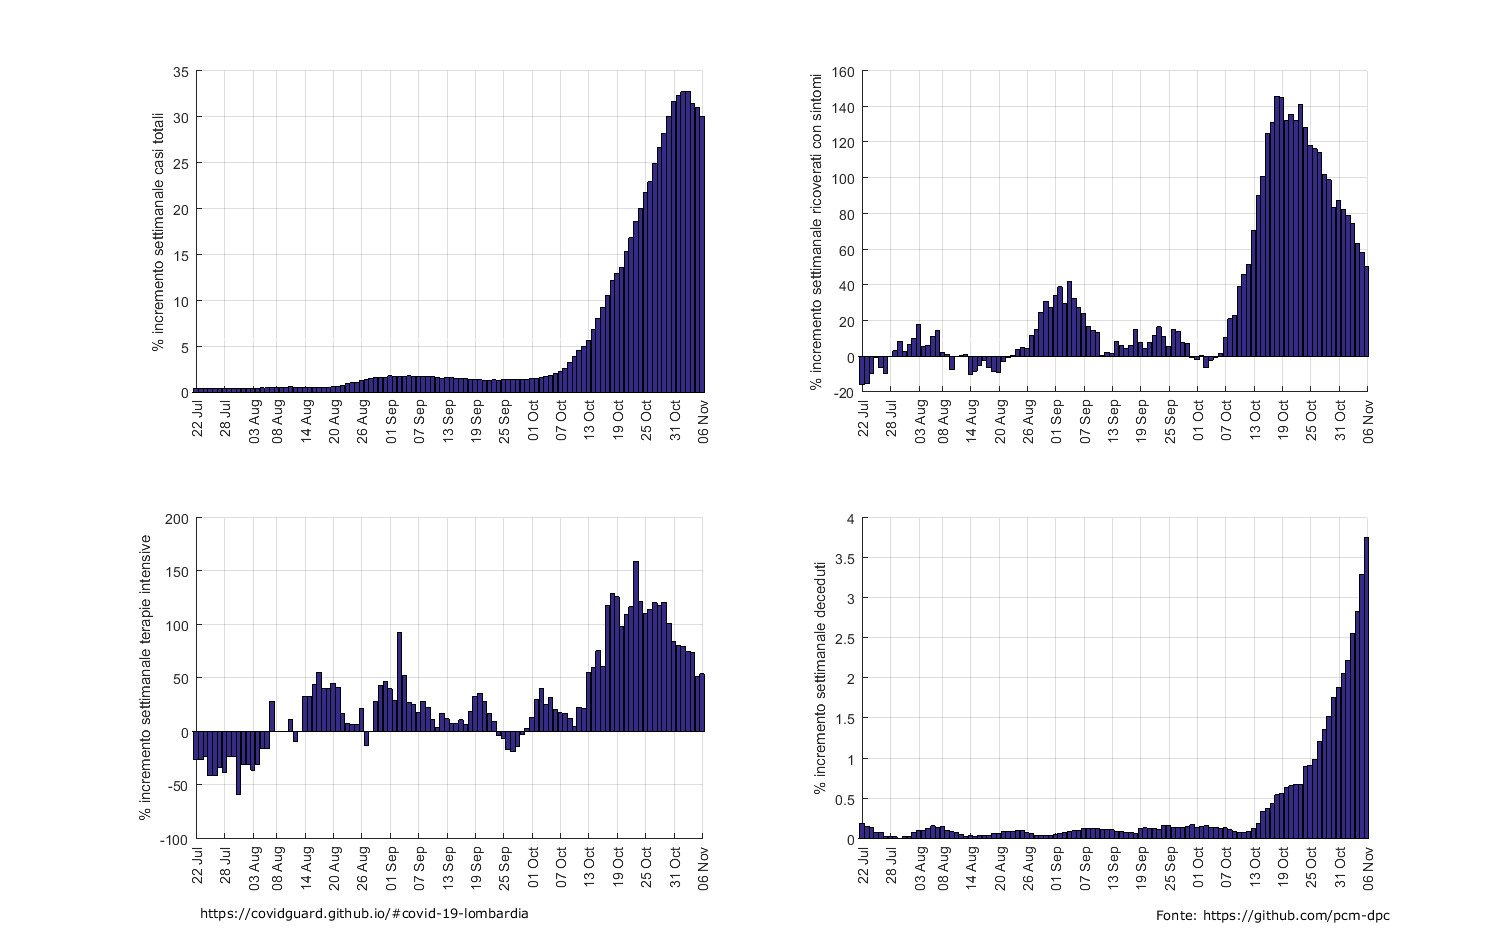 % incremento settimanale casi totali
35
30
25
20
15
10
5
0
22 Jul
28 Jul
03 Aug
08 Aug
14 Aug
20 Aug
26 Aug
01 Sep
07 Sep
13 Sep
19 Sep
25 Sep
01 Oct
07 Oct
13 Oct
19 Oct
25 Oct
31 Oct
06 Nov
% incremento settimanale ricoverati con sintomi
160
140
120
100
80
60
40
20
0
-20
22 Jul
28 Jul
03 Aug
08 Aug
14 Aug
20 Aug
26 Aug
01 Sep
07 Sep
13 Sep
19 Sep
25 Sep
01 Oct
07 Oct
13 Oct
19 Oct
25 Oct
31 Oct
06 Nov
% incremento settimanale terapie intensive
200
150
100
50
0
-50
-100
22 Jul
28 Jul
03 Aug
08 Aug
14 Aug
20 Aug
26 Aug
01 Sep
07 Sep
13 Sep
19 Sep
25 Sep
01 Oct
07 Oct
13 Oct
19 Oct
25 Oct
31 Oct
06 Nov
% incremento settimanale deceduti
4
3.5
3
2.5
2
1.5
1
0.5
0
22 Jul
28 Jul
03 Aug
08 Aug
14 Aug
20 Aug
26 Aug
01 Sep
07 Sep
13 Sep
19 Sep
25 Sep
01 Oct
07 Oct
13 Oct
19 Oct
25 Oct
31 Oct
06 Nov
https://covidguard.github.io/#covid-19-lombardia
Fonte: https://github.com/pcm-dpc